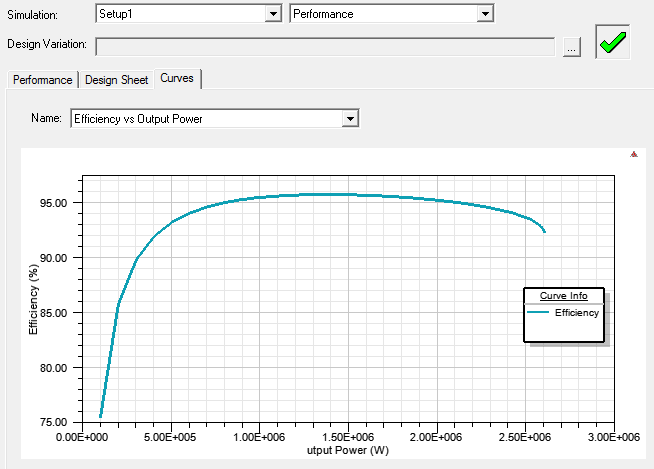 Simulation: Setup1 Performance
Design Variation: ...
Performance Design Sheet Curves
Name: Efficiency vs Output Power
95.00
90.00
85.00
80.00
75.00
Efficiency (%)
Curve Info
Efficiency
0.00E+000 5.00E+005 1.00E+006 1.50E+006 2.00E+006 2.50E+006 3.00E+006
utput Power (W)